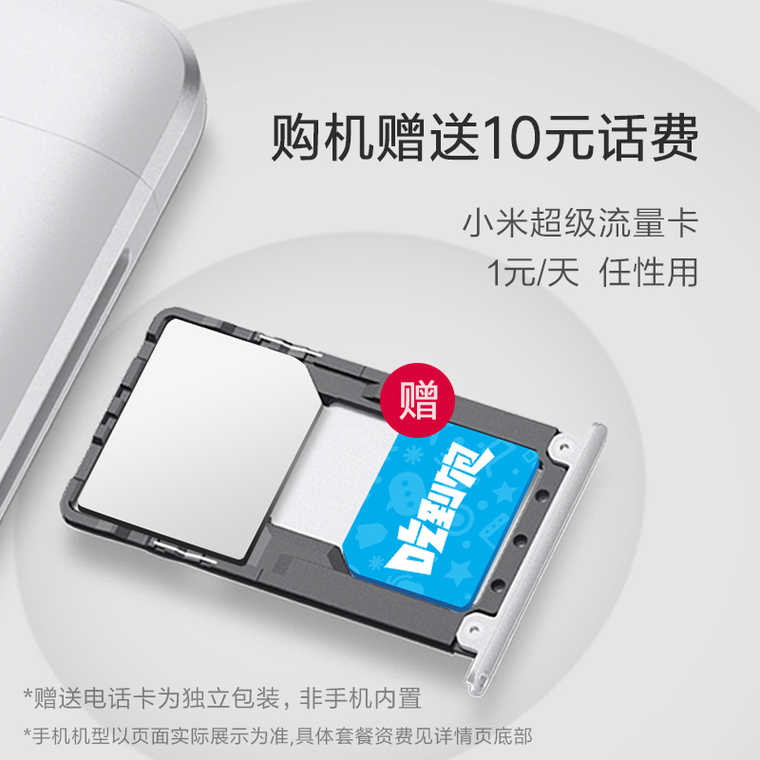 购机赠送10元话费
小米超级流量卡
1元/天 任性用
赠
吃到饱
*赠送电话卡为独立包装，非手机内置
*手机机型以页面实际展示为准,具体套餐资费见详情页底部